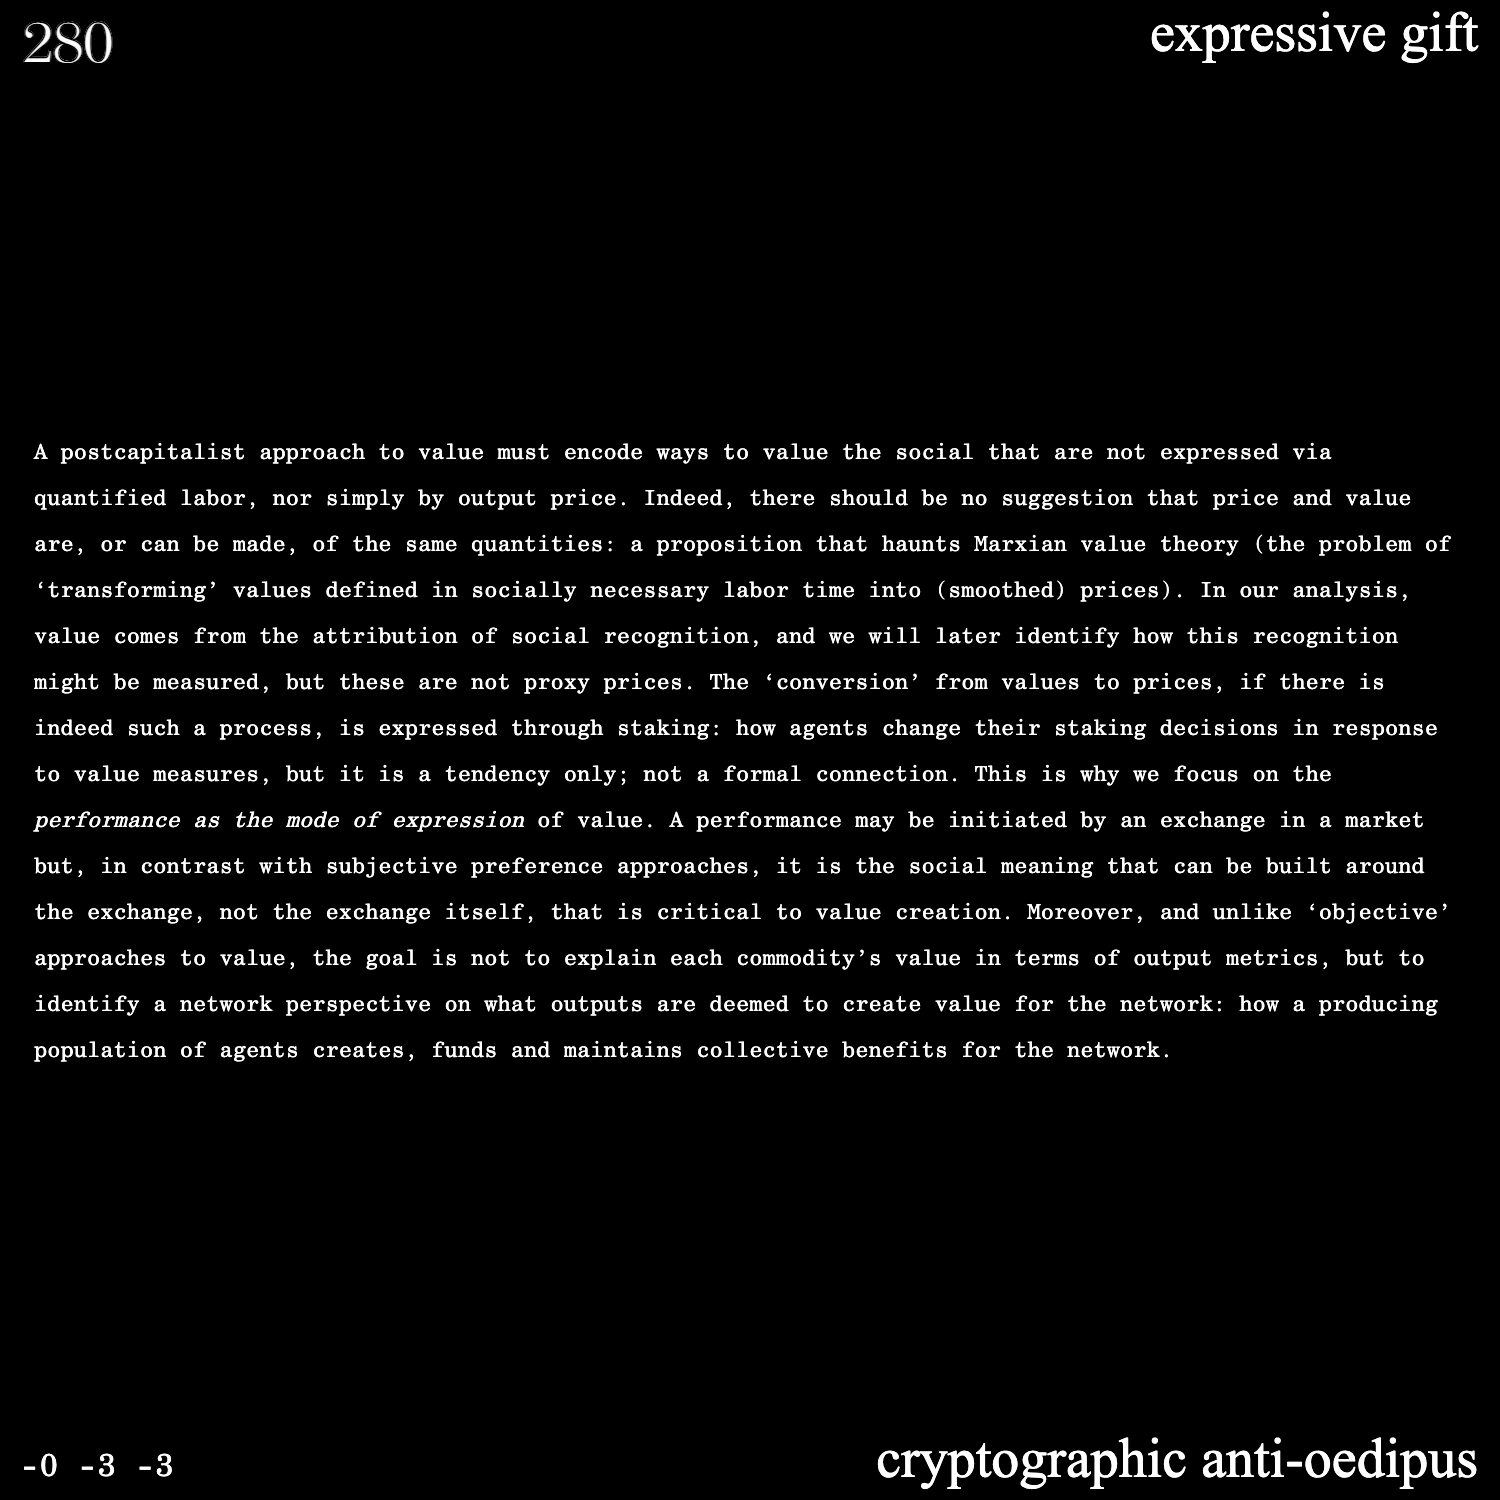 280
expressive gift
A postcapitalist approach to value must encode ways to value the social that are not expressed via
quantified labor, nor simply by output price. Indeed, there should be no suggestion that price and value
are, or can be made, of the same quantities: a proposition that haunts Marxian value theory (the problem of
‘transforming’ values defined in socially necessary labor time into (smoothed) prices). In our analysis,
value comes from the attribution of social recognition, and we will later identify how this recognition
might be measured, but these are not proxy prices. The ‘conversion’ from values to prices, if there is
indeed such a process, is expressed through staking: how agents change their staking decisions in response
to value measures, but it is a tendency only; not a formal connection. This is why we focus on the
performance as the mode of expression of value. A performance may be initiated by an exchange in a market
but, in contrast with subjective preference approaches, it is the social meaning that can be built around
the exchange, not the exchange itself, that is critical to value creation. Moreover, and unlike ‘objective’
approaches to value, the goal is not to explain each commodity’s value in terms of output metrics, but to
identify a network perspective on what outputs are deemed to create value for the network: how a producing
population of agents creates, funds and maintains collective benefits for the network.
-0 -3 -3
cryptographic anti-oedipus